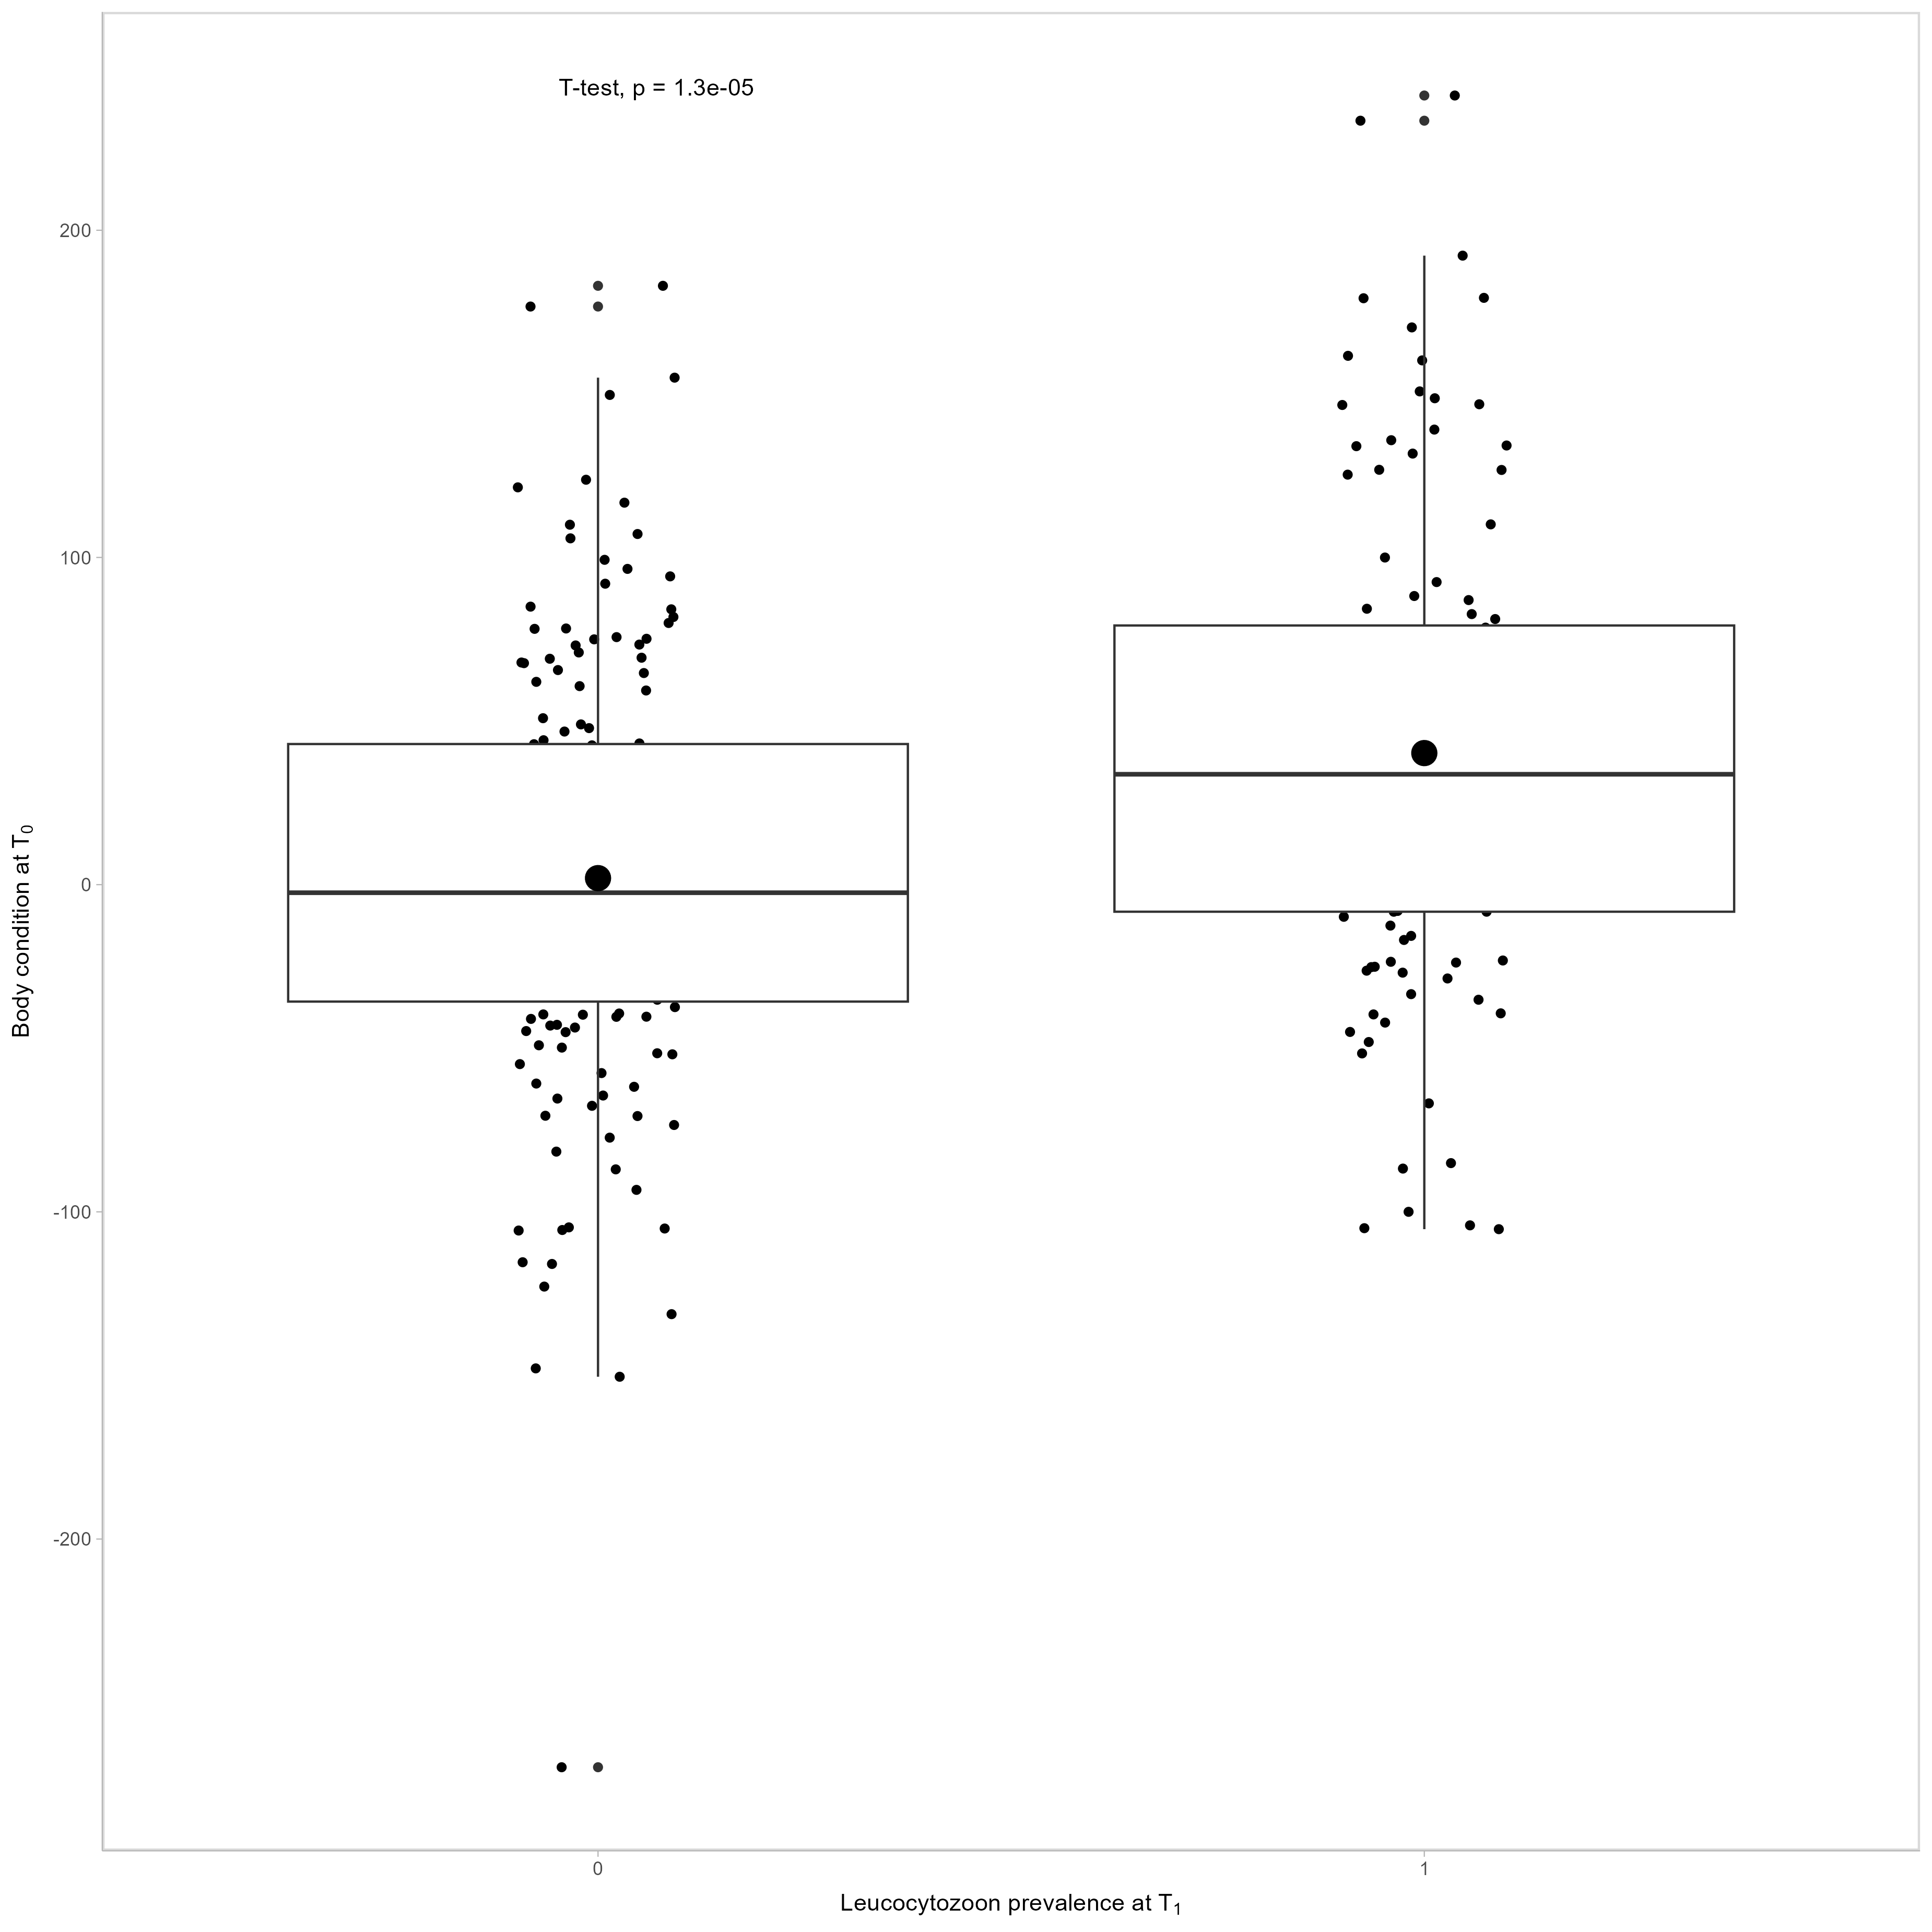 T-test, p = 1.3e-05
200
100
0
-100
-200
Body condition at T₀
0 1
Leucocytozoon prevalence at T₁